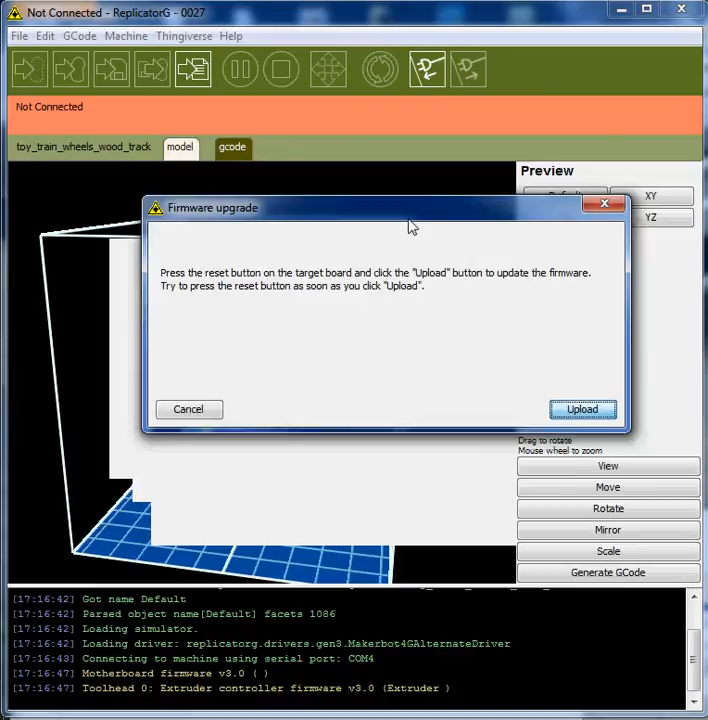 Not Connected - ReplicatorG - 0027
File Edit GCode Machine Thingiverse Help
Not Connected
toy_train_wheels_wood_track model gcode
Preview
XY
YZ
Firmware upgrade
Press the reset button on the target board and click the "Upload" button to update the firmware.
Try to press the reset button as soon as you click "Upload".
Cancel Upload
Drag to rotate
Mouse wheel to zoom
View
Move
Rotate
Mirror
Scale
Generate GCode
[17:16:42] Got name Default
[17:16:42] Parsed object name[Default] facets 1086
[17:16:42] Loading simulator.
[17:16:42] Loading driver: replicatorg.drivers.gen3.Makerbot4GAlternateDriver
[17:16:43] Connecting to machine using serial port: COM4
[17:16:47] Motherboard firmware v3.0 ( )
[17:16:47] Toolhead 0: Extruder controller firmware v3.0 (Extruder )